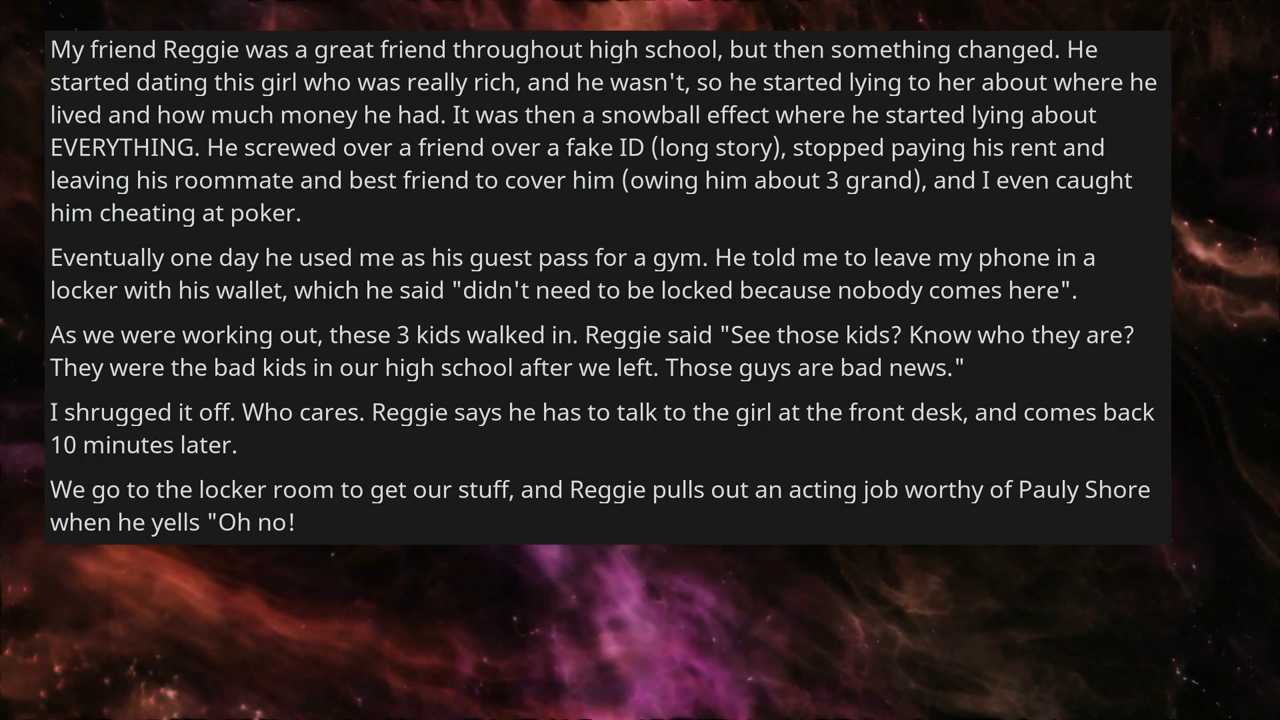 My friend Reggie was a great friend throughout high school, but then something changed. He
started dating this girl who was really rich, and he wasn't, so he started lying to her about where he
lived and how much money he had. It was then a snowball effect where he started lying about
EVERYTHING. He screwed over a friend over a fake ID (long story), stopped paying his rent and
leaving his roommate and best friend to cover him (owing him about 3 grand), and I even caught
him cheating at poker.
Eventually one day he used me as his guest pass for a gym. He told me to leave my phone in a
locker with his wallet, which he said "didn't need to be locked because nobody comes here".
As we were working out, these 3 kids walked in. Reggie said "See those kids? Know who they are?
They were the bad kids in our high school after we left. Those guys are bad news."
I shrugged it off. Who cares. Reggie says he has to talk to the girl at the front desk, and comes back
10 minutes later.
We go to the locker room to get our stuff, and Reggie pulls out an acting job worthy of Pauly Shore
when he yells "Oh no!